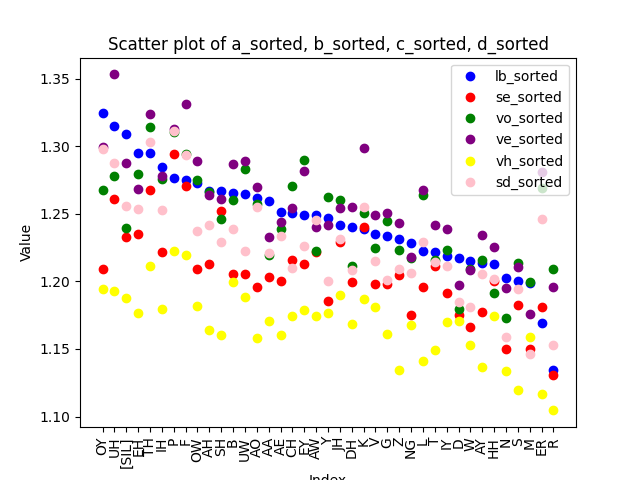 Scatter plot of a_sorted, b_sorted, c_sorted, d_sorted
1.35
1.30
1.25
1.20
1.15
1.10
Value
lb_sorted
se_sorted
vo_sorted
ve_sorted
vh_sorted
sd_sorted
OY
UH
[SIL]
EH
TH
IH
P
F
OW
AH
SH
B
UW
AO
AA
AE
CH
EY
AW
Y
JH
DH
K
V
G
Z
NG
L
T
IY
D
W
AY
HH
N
S
M
ER
R
Index